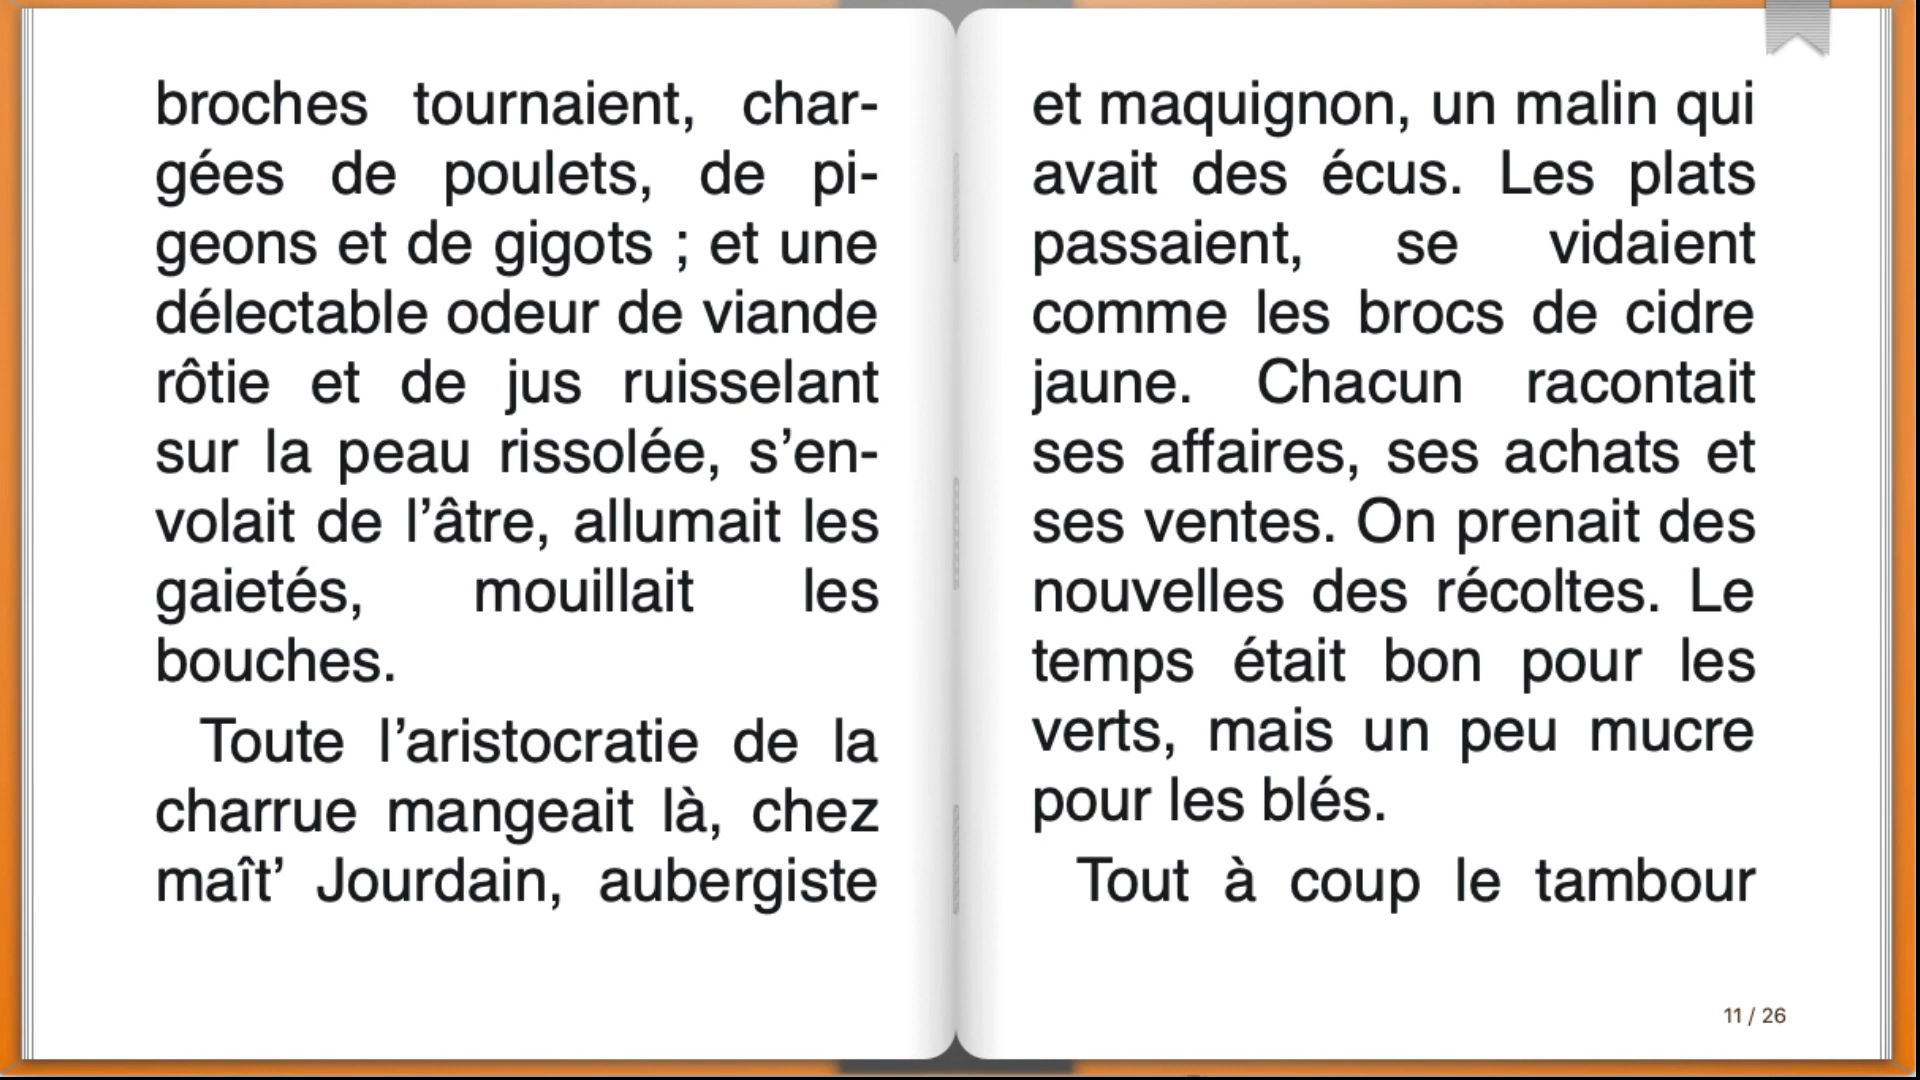 broches tournaient, char-
gées de poulets, de pi-
geons et de gigots ; et une
délectable odeur de viande
rôtie et de jus ruisselant
sur la peau rissolée, s’en-
volait de l’âtre, allumait les
gaietés, mouillait les
bouches.
Toute l’aristocratie de la
charrue mangeait là, chez
maît’ Jourdain, aubergiste
et maquignon, un malin qui
avait des écus. Les plats
passaient, se vidaient
comme les brocs de cidre
jaune. Chacun racontait
ses affaires, ses achats et
ses ventes. On prenait des
nouvelles des récoltes. Le
temps était bon pour les
verts, mais un peu mucre
pour les blés.
Tout à coup le tambour
11 / 26